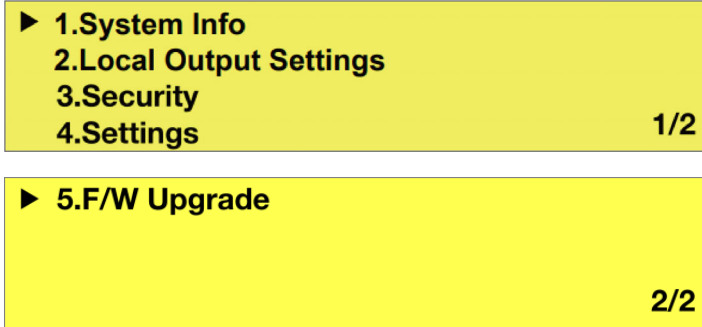 ▶ 1.System Info
2.Local Output Settings
3.Security
4.Settings
1/2
▶ 5.F/W Upgrade
2/2